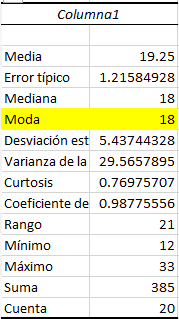 Columna1
Media 19.25
Error típico 1.21584928
Mediana 18
Moda 18
Desviación est 5.43744328
Varianza de la 29.5657895
Curtosis 0.76975707
Coeficiente de 0.98775556
Rango 21
Mínimo 12
Máximo 33
Suma 385
Cuenta 20